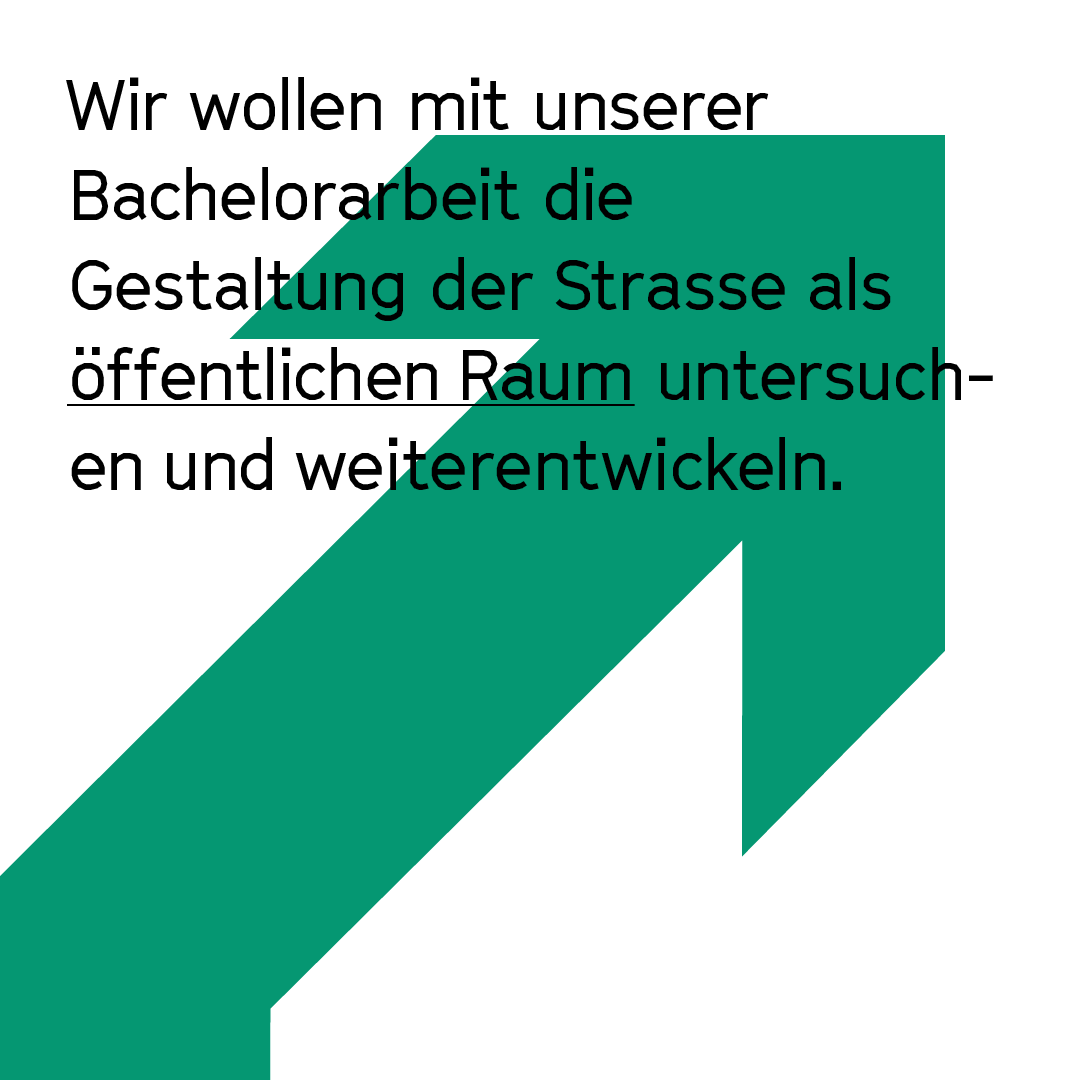 Wir wollen mit unserer
Bachelorarbeit die
Gestaltung der Strasse als
öffentlichen Raum untersuch-
en und weiterentwickeln.